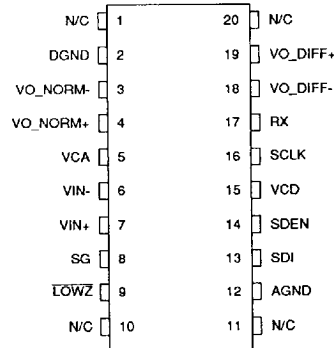 N/C 1 20 N/C
DGND 2 19 VO_DIFF+
VO_NORM- 3 18 VO_DIFF-
VO_NORM+ 4 17 RX
VCA 5 16 SCLK
VIN- 6 15 VCD
VIN+ 7 14 SDEN
SG 8 13 SDI
LOWZ 9 12 AGND
N/C 10 11 N/C